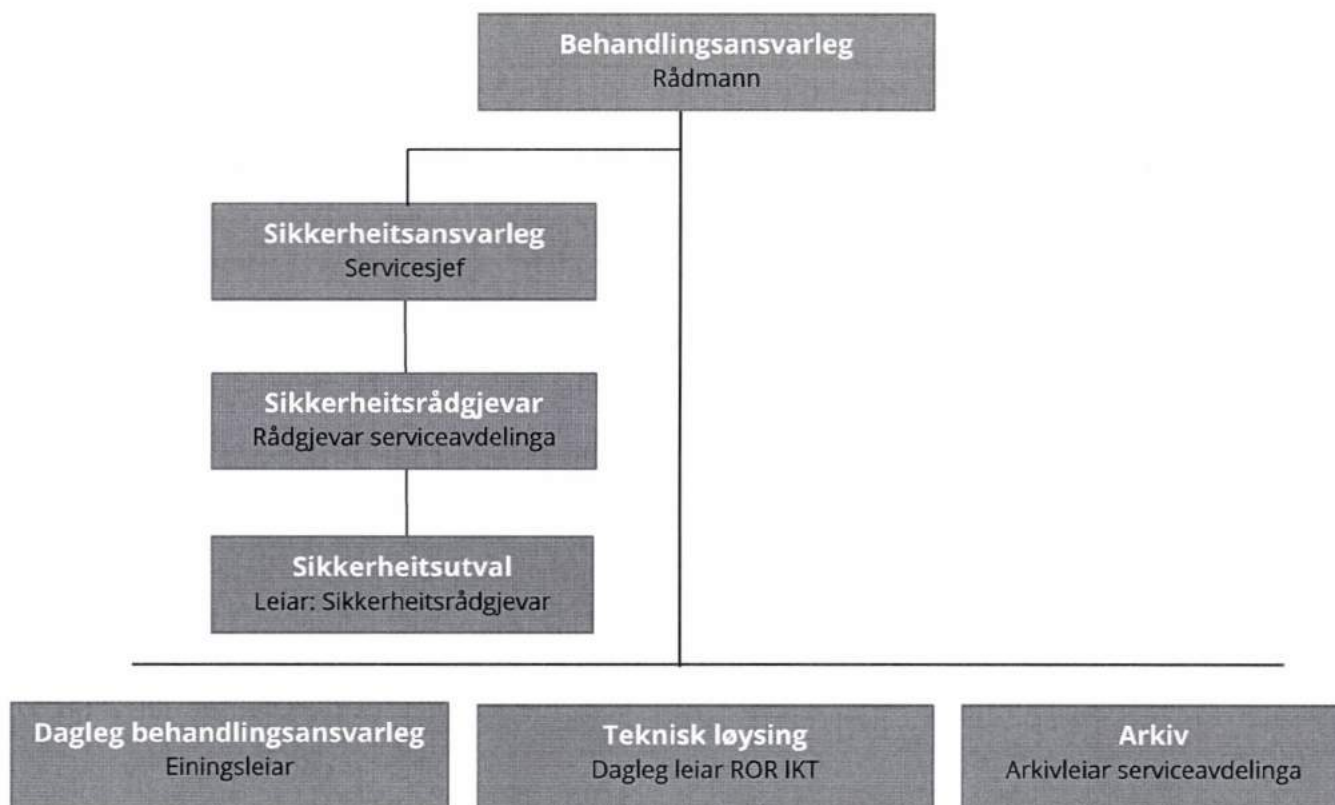 Behandlingsansvarleg
Rådmann
Sikkerheitsansvarleg
Servicesjef
Sikkerheitsrådgjevar
Rådgjevar serviceavdelinga
Sikkerheitsutval
Leiar: Sikkerheitsrådgjevar
Dagleg behandlingsansvarleg
Einingsleiar
Teknisk løysing
Dagleg leiar ROR IKT
Arkiv
Arkivleiar serviceavdelinga